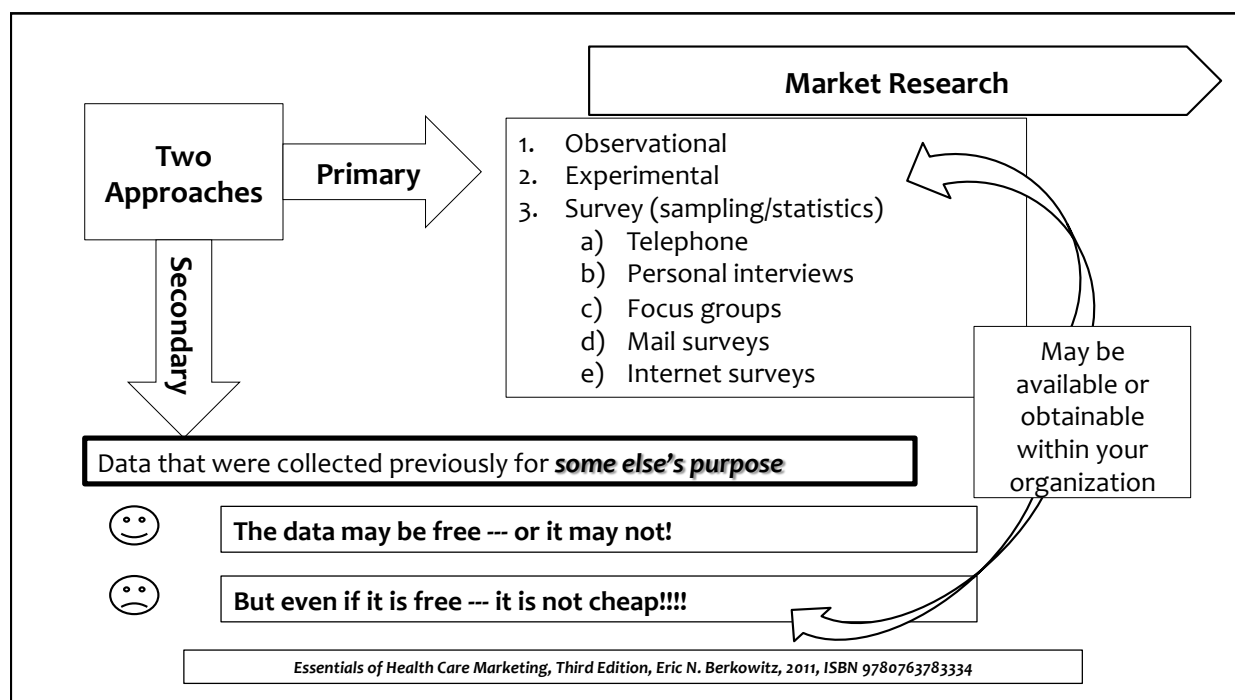 Market Research
Two
Approaches
Primary
Secondary
1. Observational
2. Experimental
3. Survey (sampling/statistics)
a) Telephone
b) Personal interviews
c) Focus groups
d) Mail surveys
e) Internet surveys
May be
available or
obtainable
within your
organization
Data that were collected previously for some else’s purpose
The data may be free --- or it may not!
But even if it is free --- it is not cheap!!!!
Essentials of Health Care Marketing, Third Edition, Eric N. Berkowitz, 2011, ISBN 9780763783334